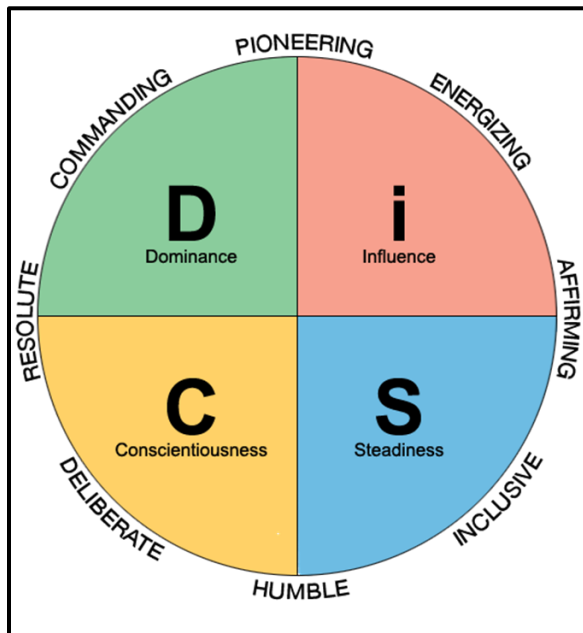 PIONEERING
COMMANDING
ENERGIZING
D
Dominance
i
Influence
RESOLUTE
AFFIRMING
C
Conscientiousness
S
Steadiness
DELIBERATE
INCLUSIVE
HUMBLE